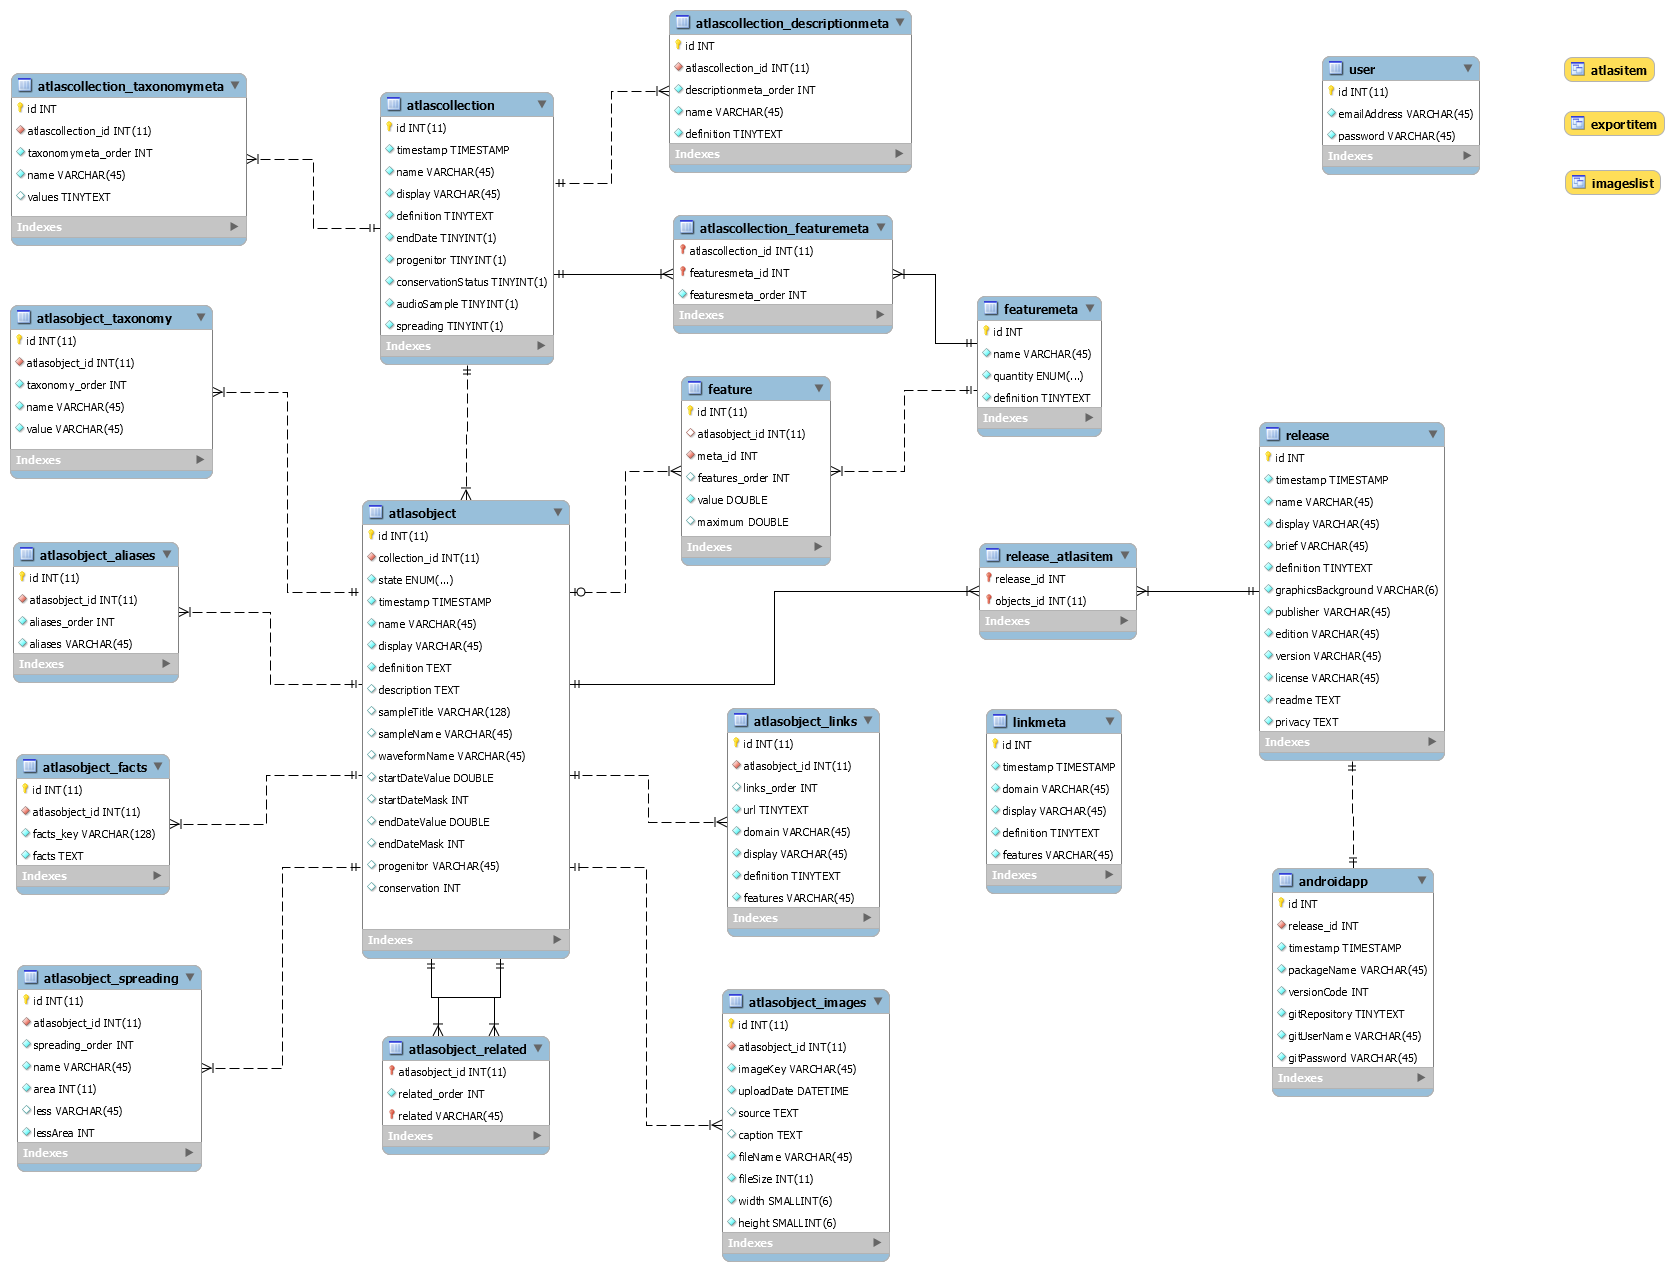 atlascollection_descriptionmeta
id INT
atlascollection_id INT(11)
descriptionmeta_order INT
name VARCHAR(45)
definition TINYTEXT
Indexes
user
id INT(11)
emailAddress VARCHAR(45)
password VARCHAR(45)
Indexes
atlasitem
exportitem
imageslist
atlascollection_taxonomymeta
id INT
atlascollection_id INT(11)
taxonomymeta_order INT
name VARCHAR(45)
values TINYTEXT
Indexes
atlascollection
id INT(11)
timestamp TIMESTAMP
name VARCHAR(45)
display VARCHAR(45)
definition TINYTEXT
endDate TINYINT(1)
progenitor TINYINT(1)
conservationStatus TINYINT(1)
audioSample TINYINT(1)
spreading TINYINT(1)
Indexes
atlascollection_featuremeta
atlascollection_id INT(11)
featuresmeta_id INT
featuresmeta_order INT
Indexes
featuremeta
id INT
name VARCHAR(45)
quantity ENUM(...)
definition TINYTEXT
Indexes
atlasobject_taxonomy
id INT(11)
atlasobject_id INT(11)
taxonomy_order INT
name VARCHAR(45)
value VARCHAR(45)
Indexes
feature
id INT(11)
atlasobject_id INT(11)
meta_id INT
features_order INT
value DOUBLE
maximum DOUBLE
Indexes
release
id INT
timestamp TIMESTAMP
name VARCHAR(45)
display VARCHAR(45)
brief VARCHAR(45)
definition TINYTEXT
graphicsBackground VARCHAR(6)
publisher VARCHAR(45)
edition VARCHAR(45)
version VARCHAR(45)
license VARCHAR(45)
readme TEXT
privacy TEXT
Indexes
atlasobject
id INT(11)
collection_id INT(11)
state ENUM(...)
timestamp TIMESTAMP
name VARCHAR(45)
display VARCHAR(45)
definition TEXT
description TEXT
sampleTitle VARCHAR(128)
sampleName VARCHAR(45)
waveformName VARCHAR(45)
startDateValue DOUBLE
startDateMask INT
endDateValue DOUBLE
endDateMask INT
progenitor VARCHAR(45)
conservation INT
Indexes
atlasobject_aliases
id INT(11)
atlasobject_id INT(11)
aliases_order INT
aliases VARCHAR(45)
Indexes
release_atlasitem
release_id INT
objects_id INT(11)
Indexes
atlasobject_links
id INT(11)
atlasobject_id INT(11)
links_order INT
url TINYTEXT
domain VARCHAR(45)
display VARCHAR(45)
definition TINYTEXT
features VARCHAR(45)
Indexes
linkmeta
id INT
timestamp TIMESTAMP
domain VARCHAR(45)
display VARCHAR(45)
definition TINYTEXT
features VARCHAR(45)
Indexes
atlasobject_facts
id INT(11)
atlasobject_id INT(11)
facts_key VARCHAR(128)
facts TEXT
Indexes
androidapp
id INT
release_id INT
timestamp TIMESTAMP
packageName VARCHAR(45)
versionCode INT
gitRepository TINYTEXT
gitUserName VARCHAR(45)
gitPassword VARCHAR(45)
Indexes
atlasobject_spreading
id INT(11)
atlasobject_id INT(11)
spreading_order INT
name VARCHAR(45)
area INT(11)
less VARCHAR(45)
lessArea INT
Indexes
atlasobject_related
atlasobject_id INT(11)
related_order INT
related VARCHAR(45)
Indexes
atlasobject_images
id INT(11)
atlasobject_id INT(11)
imageKey VARCHAR(45)
uploadDate DATETIME
source TEXT
caption TEXT
fileName VARCHAR(45)
fileSize INT(11)
width SMALLINT(6)
height SMALLINT(6)
Indexes